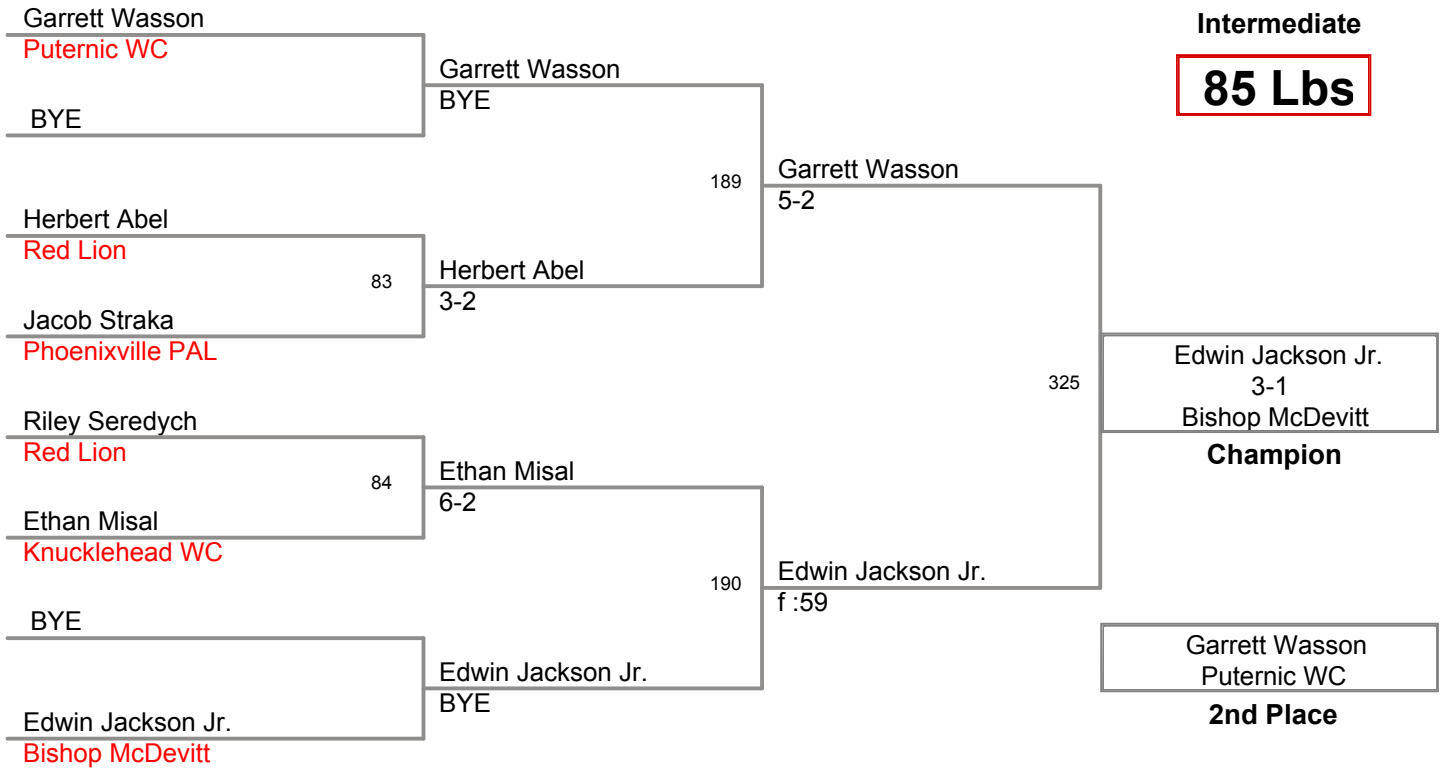 Garrett Wasson
Puternic WC
BYE
Herbert Abel
Red Lion
83
Jacob Straka
Phoenixville PAL
Riley Seredych
Red Lion
84
Ethan Misal
Knucklehead WC
BYE
Edwin Jackson Jr.
Bishop McDevitt
Garrett Wasson
BYE
189
Herbert Abel
3-2
Ethan Misal
6-2
190
Edwin Jackson Jr.
BYE
Garrett Wasson
5-2
325
Edwin Jackson Jr.
f :59
Intermediate
85 Lbs
Edwin Jackson Jr.
3-1
Bishop McDevitt
Champion
Garrett Wasson
Puternic WC
2nd Place